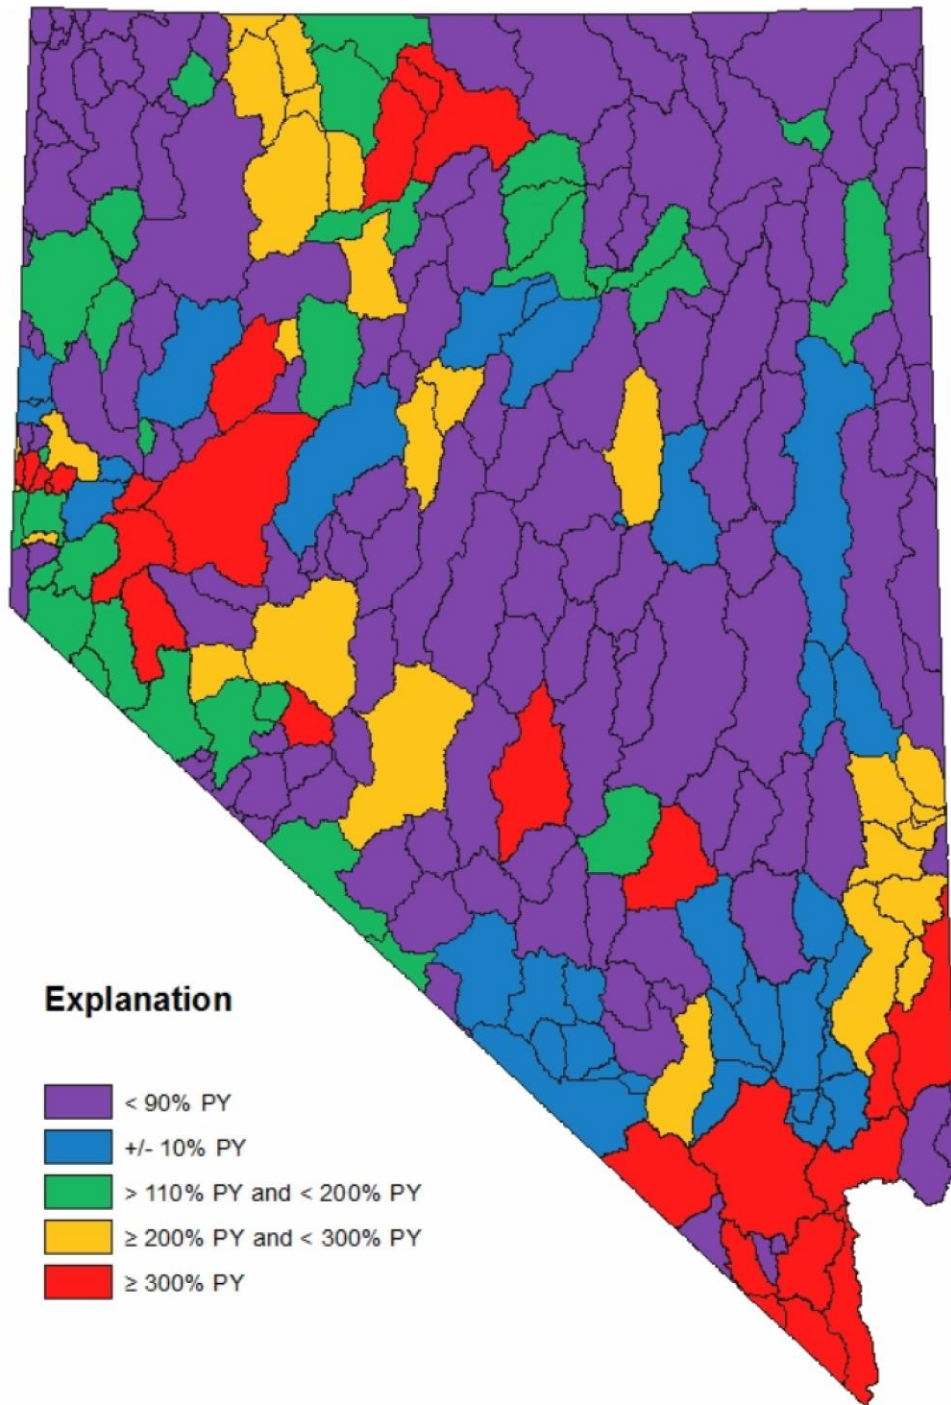 Explanation
< 90% PY
+/- 10% PY
> 110% PY and < 200% PY
≥ 200% PY and < 300% PY
≥ 300% PY